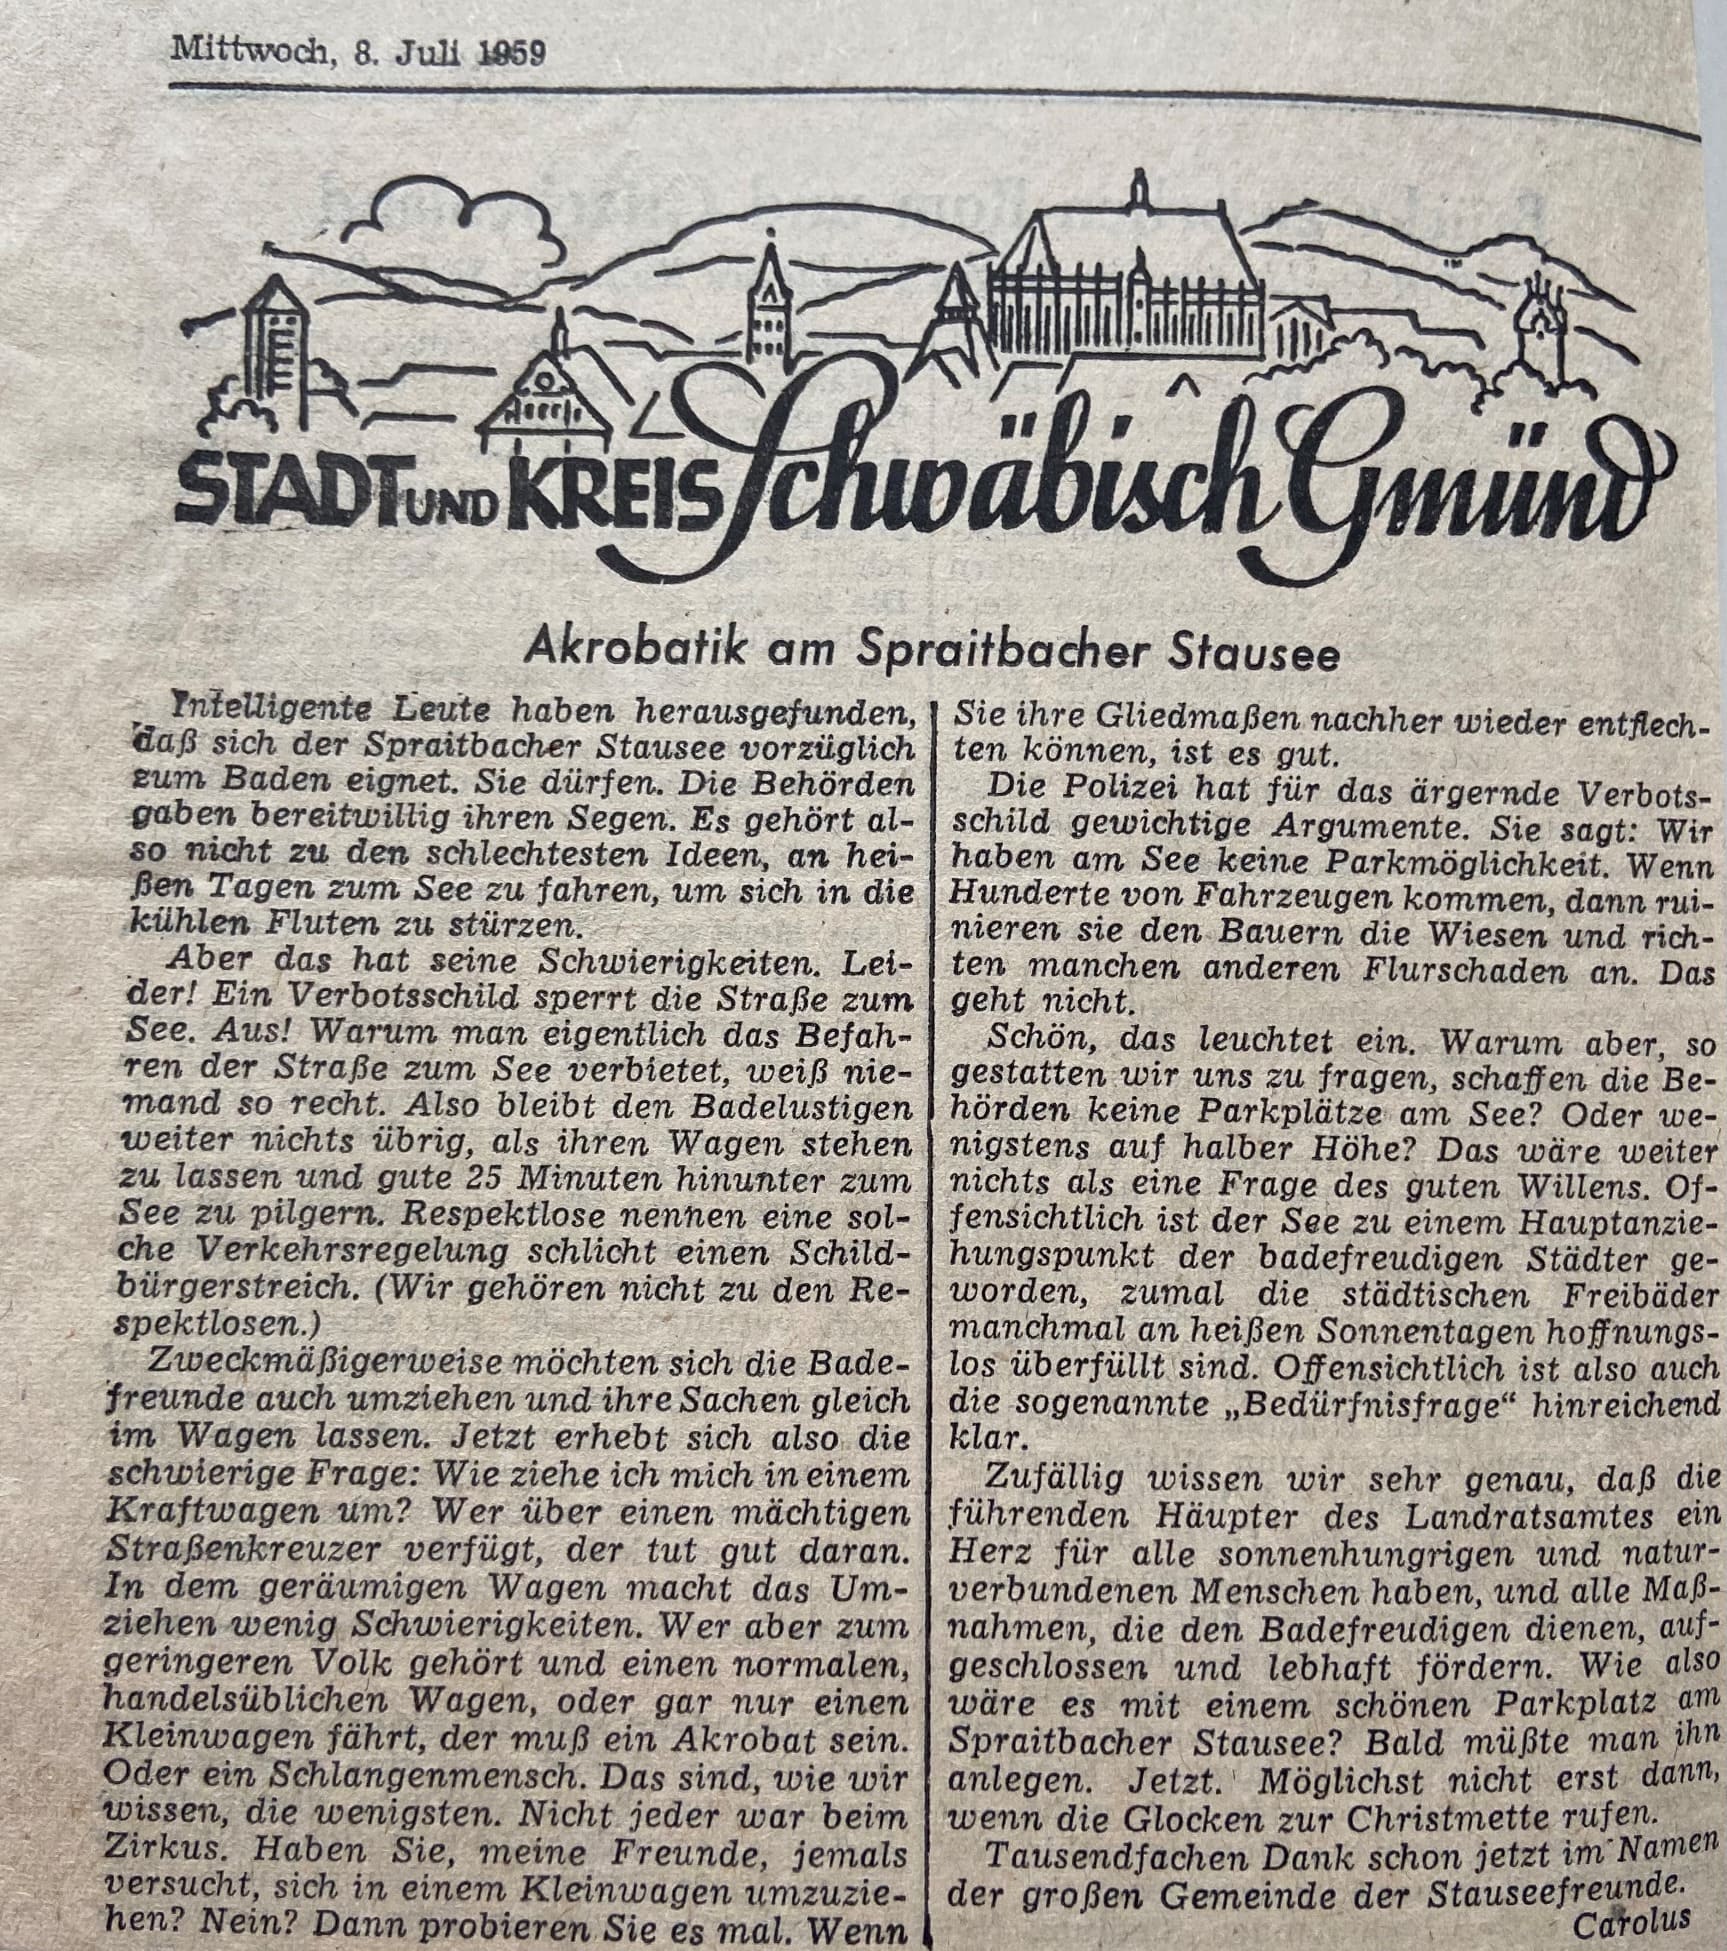 Mittwoch, 8. Juli 1959
STADT UND KREIS Schwäbisch Gmünd
Akrobatik am Spraitbacher Stausee
Intelligente Leute haben herausgefunden,
daß sich der Spraitbacher Stausee vorzüglich
zum Baden eignet. Sie dürfen. Die Behörden
gaben bereitwillig ihren Segen. Es gehört al-
so nicht zu den schlechtesten Ideen, an hei-
ßen Tagen zum See zu fahren, um sich in die
kühlen Fluten zu stürzen.
Aber das hat seine Schwierigkeiten. Lei-
der! Ein Verbotsschild sperrt die Straße zum
See. Aus! Warum man eigentlich das Befah-
ren der Straße zum See verbietet, weiß nie-
mand so recht. Also bleibt den Badelustigen
weiter nichts übrig, als ihren Wagen stehen
zu lassen und gute 25 Minuten hinunter zum
See zu pilgern. Respektlose nennen eine sol-
che Verkehrsregelung schlicht einen Schild-
bürgerstreich. (Wir gehören nicht zu den Re-
spektlosen.)
Zweckmäßigerweise möchten sich die Bade-
freunde auch umziehen und ihre Sachen gleich
im Wagen lassen. Jetzt erhebt sich also die
schwierige Frage: Wie ziehe ich mich in einem
Kraftwagen um? Wer über einen mächtigen
Straßenkreuzer verfügt, der tut gut daran.
In dem geräumigen Wagen macht das Um-
ziehen wenig Schwierigkeiten. Wer aber zum
geringeren Volk gehört und einen normalen,
handelsüblichen Wagen, oder gar nur einen
Kleinwagen fährt, der muß ein Akrobat sein.
Oder ein Schlangenmensch. Das sind, wie wir
wissen, die wenigsten. Nicht jeder war beim
Zirkus. Haben Sie, meine Freunde, jemals
versucht, sich in einem Kleinwagen umzuzie-
hen? Nein? Dann probieren Sie es mal. Wenn
Sie ihre Gliedmaßen nachher wieder entflech-
ten können, ist es gut.
Die Polizei hat für das ärgernde Verbots-
schild gewichtige Argumente. Sie sagt: Wir
haben am See keine Parkmöglichkeit. Wenn
Hunderte von Fahrzeugen kommen, dann rui-
nieren sie den Bauern die Wiesen und rich-
ten manchen anderen Flurschaden an. Das
geht nicht.
Schön, das leuchtet ein. Warum aber, so
gestatten wir uns zu fragen, schaffen die Be-
hörden keine Parkplätze am See? Oder we-
nigstens auf halber Höhe? Das wäre weiter
nichts als eine Frage des guten Willens. Of-
fensichtlich ist der See zu einem Hauptanzie-
hungspunkt der badefreudigen Städter ge-
worden, zumal die städtischen Freibäder
manchmal an heißen Sonnentagen hoffnungs-
los überfüllt sind. Offensichtlich ist also auch
die sogenannte „Bedürfnisfrage“ hinreichend
klar.
Zufällig wissen wir sehr genau, daß die
führenden Häupter des Landratsamtes ein
Herz für alle sonnenhungrigen und natur-
verbundenen Menschen haben, und alle Maß-
nahmen, die den Badefreudigen dienen, auf-
geschlossen und lebhaft fördern. Wie also
wäre es mit einem schönen Parkplatz am
Spraitbacher Stausee? Bald müßte man ihn
anlegen. Jetzt. Möglichst nicht erst dann,
wenn die Glocken zur Christmette rufen.
Tausendfachen Dank schon jetzt im Namen
der großen Gemeinde der Stauseefreunde.
Carolus